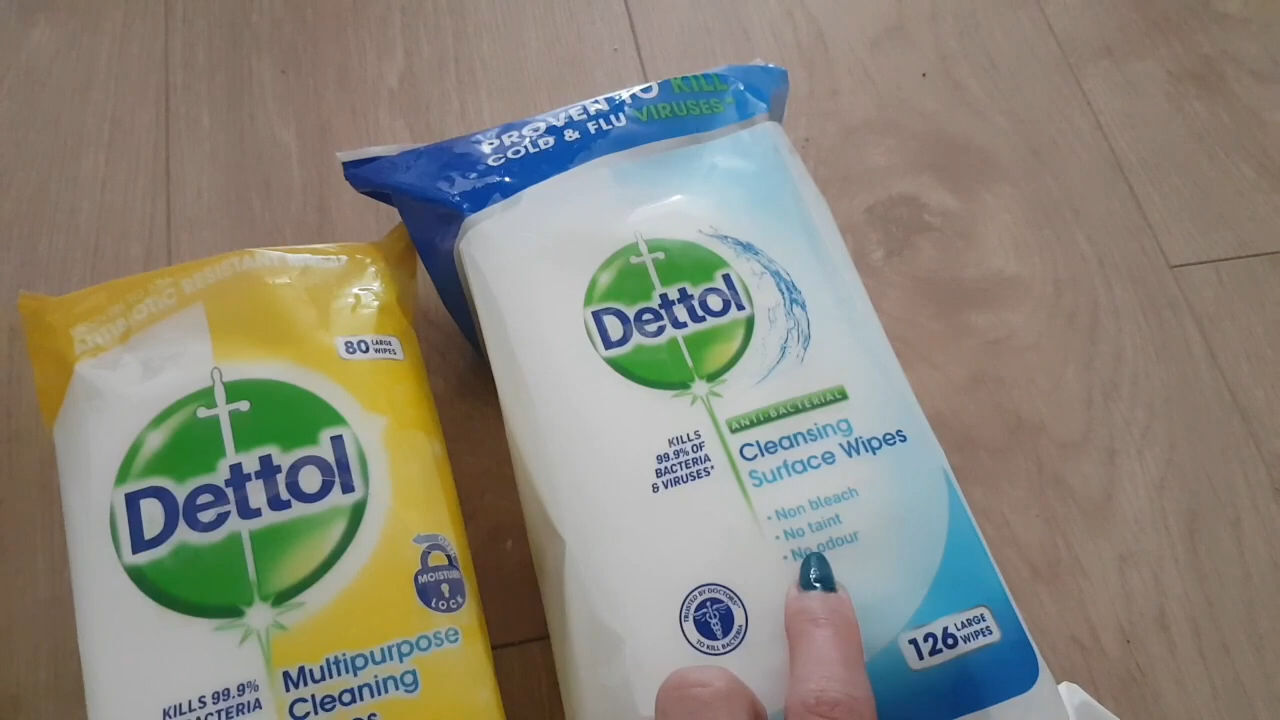 PROVEN TO KILL
COLD & FLU VIRUSES*
Dettol
ANTI-BACTERIAL
Cleansing
Surface Wipes
KILLS
99.9% OF
BACTERIA
& VIRUSES*
• Non bleach
• No taint
• No odour
TRUSTED BY DOCTORS
TO KILL BACTERIA
126 LARGE
WIPES
ANTIBIOTIC RESISTANT
80 LARGE
WIPES
Dettol
MOISTURE
LOCK
Multipurpose
Cleaning
KILLS 99.9%
BACTERIA